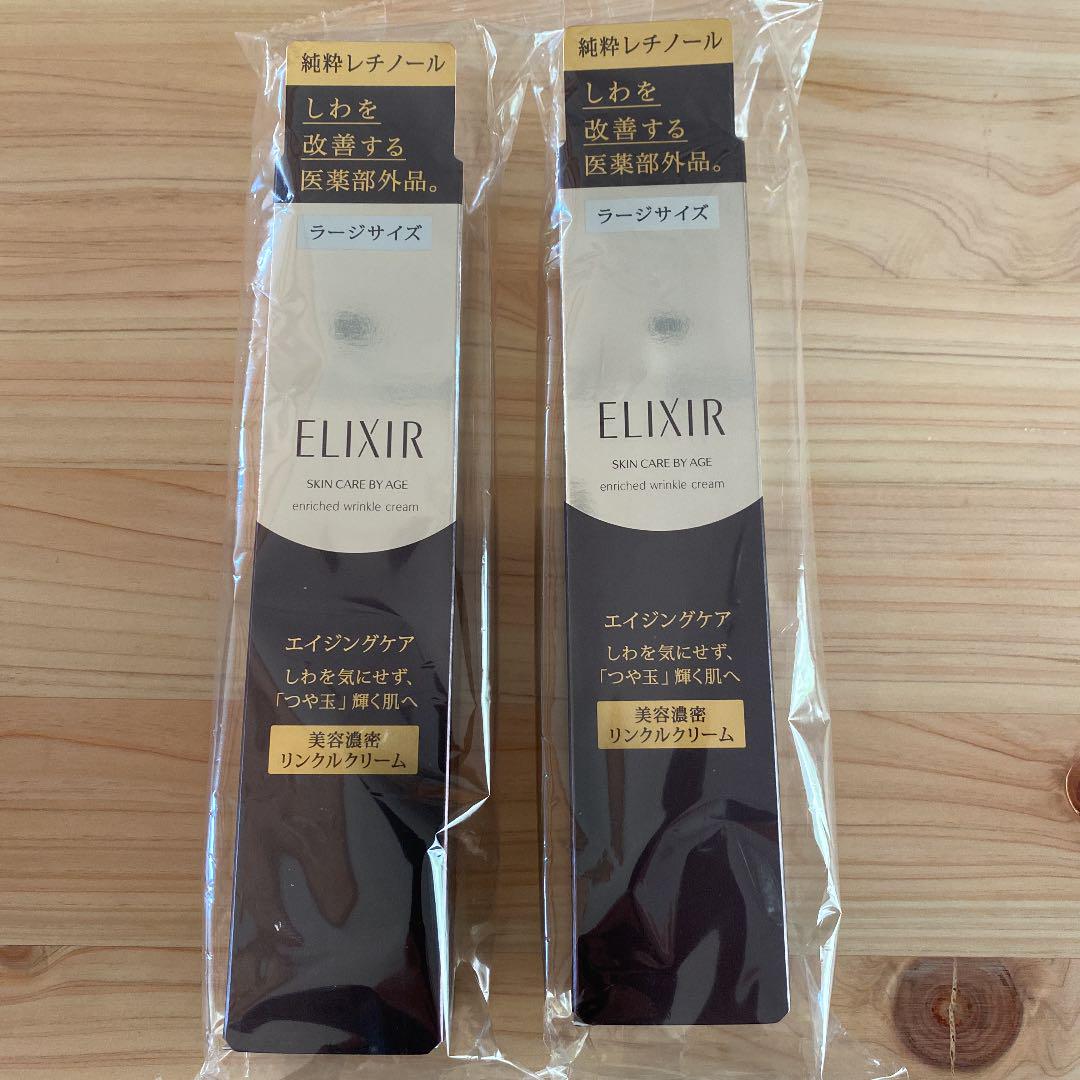 純粋レチノール
しわを
改善する
医薬部外品。
ラージサイズ
ELIXIR
SKIN CARE BY AGE
enriched wrinkle cream
エイジングケア
しわを気にせず、
「つや玉」輝く肌へ
美容濃密
リンクルクリーム
純粋レチノール
しわを
改善する
医薬部外品。
ラージサイズ
ELIXIR
SKIN CARE BY AGE
enriched wrinkle cream
エイジングケア
しわを気にせず、
「つや玉」輝く肌へ
美容濃密
リンクルクリーム